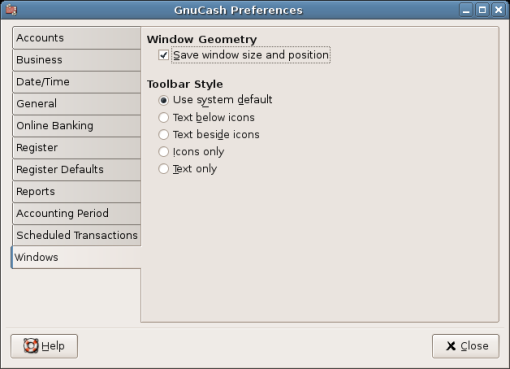 GnuCash Preferences
Accounts
Business
Date/Time
General
Online Banking
Register
Register Defaults
Reports
Accounting Period
Scheduled Transactions
Windows
Window Geometry
Save window size and position
Toolbar Style
Use system default
Text below icons
Text beside icons
Icons only
Text only
Help
Close